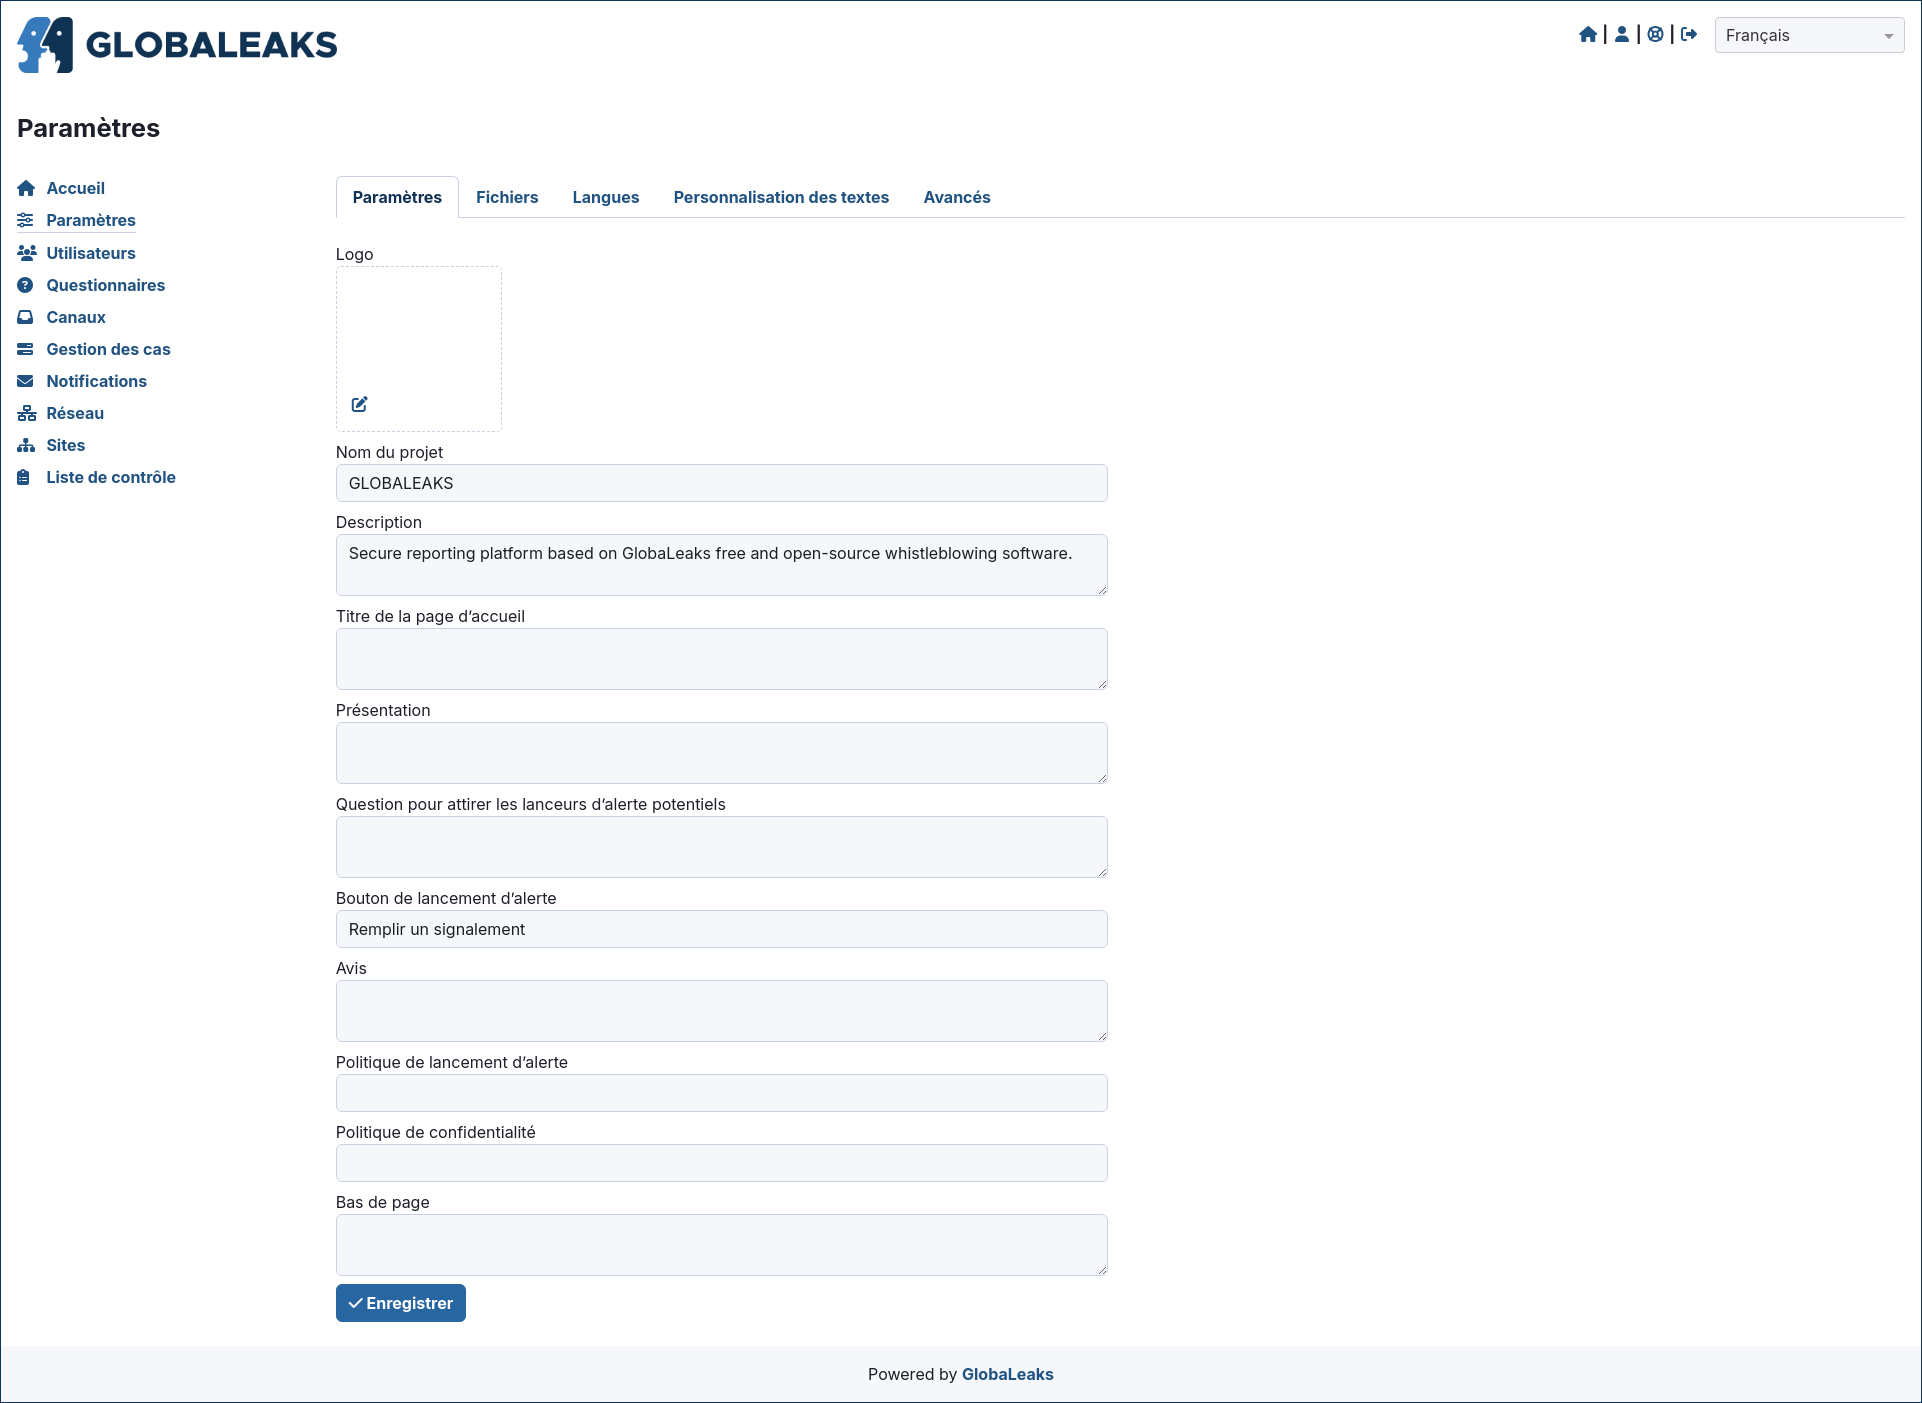 GLOBALEAKS
| | |
Français
Paramètres
Accueil
Paramètres
Utilisateurs
Questionnaires
Canaux
Gestion des cas
Notifications
Réseau
Sites
Liste de contrôle
Paramètres Fichiers Langues Personnalisation des textes Avancés
Logo
Nom du projet
GLOBALEAKS
Description
Secure reporting platform based on GlobaLeaks free and open-source whistleblowing software.
Titre de la page d’accueil
Présentation
Question pour attirer les lanceurs d’alerte potentiels
Bouton de lancement d’alerte
Remplir un signalement
Avis
Politique de lancement d’alerte
Politique de confidentialité
Bas de page
Enregistrer
Powered by GlobaLeaks